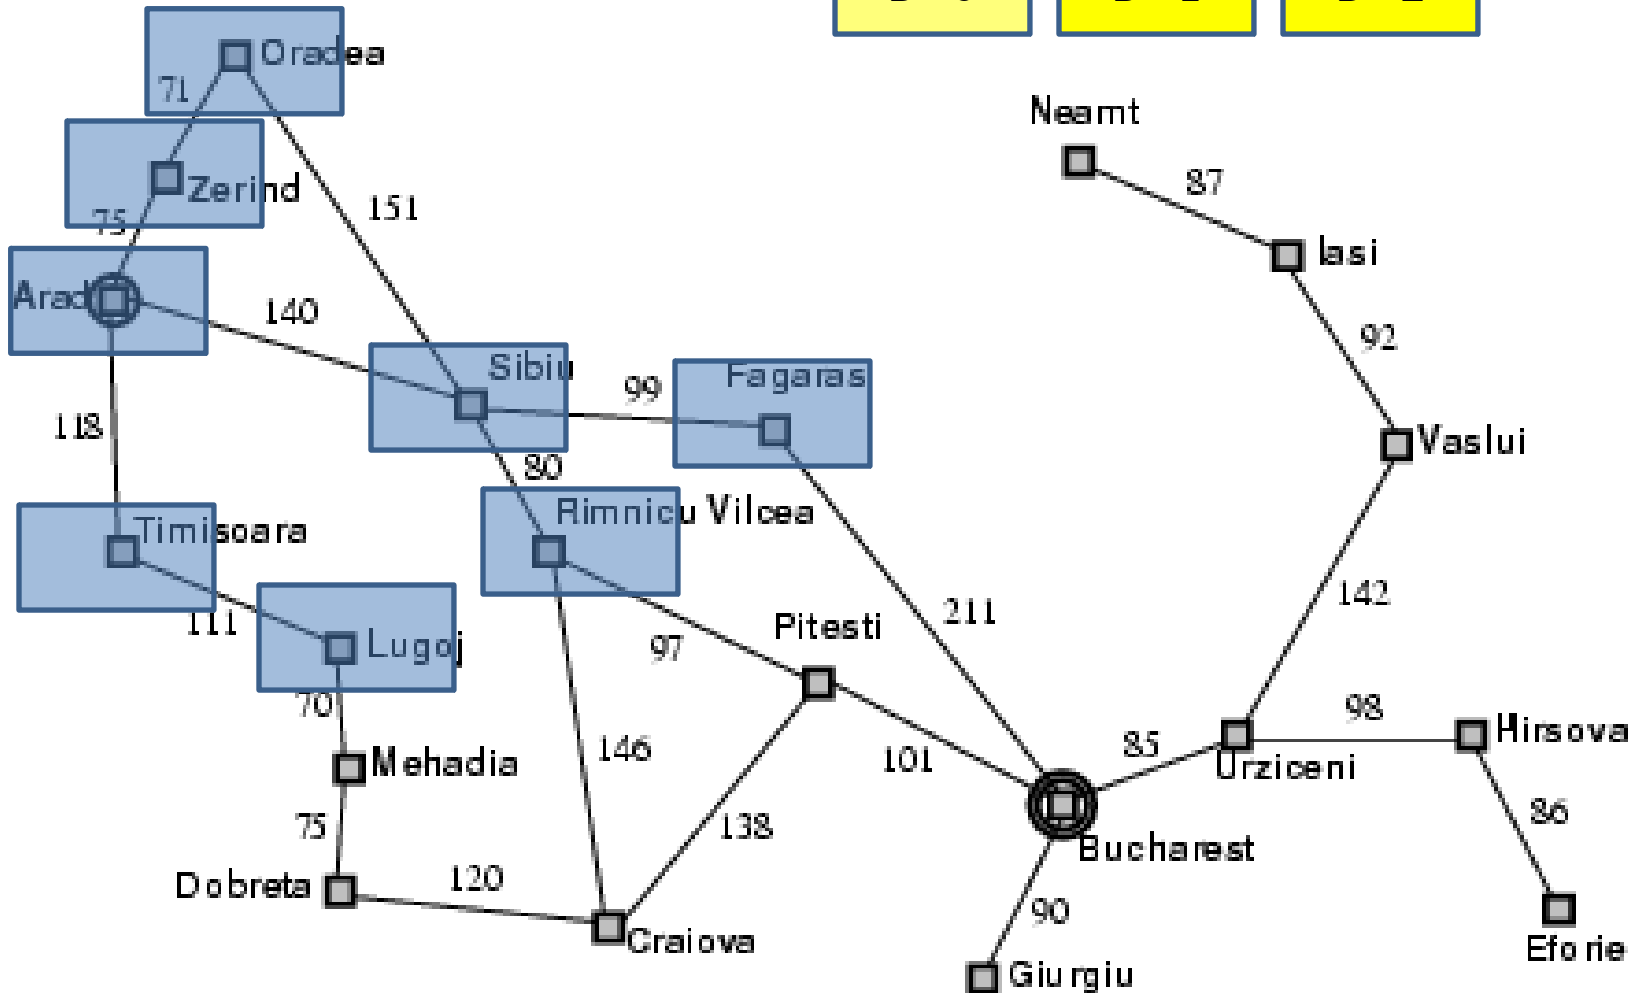 Oradea
71
Neamt
Zerind
87
151
75
Iasi
Arad
140
92
Sibiu
99
Fagaras
118
Vaslui
80
Rimnicu Vilcea
Timisoara
142
211
111
Pitesti
Lugoj
97
70
98
Hirsova
146
85
Mehadia
101
Urziceni
86
75
138
Bucharest
Dobreta
120
90
Craiova
Eforie
Giurgiu